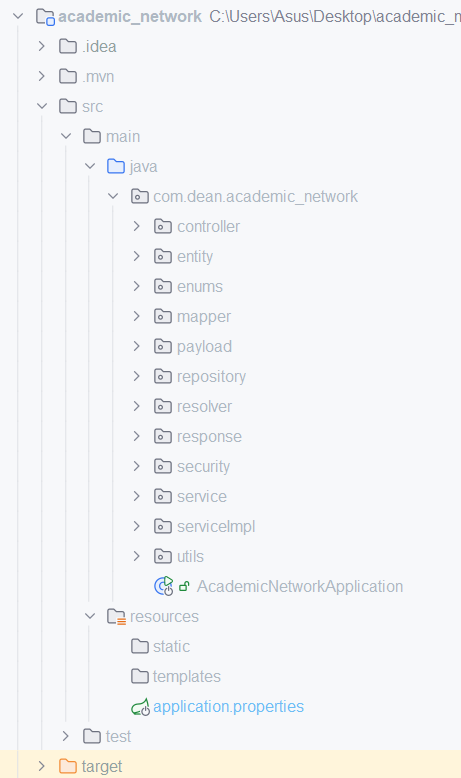 academic_network C:\Users\Asus\Desktop\academic_n
.idea
.mvn
src
main
java
com.dean.academic_network
controller
entity
enums
mapper
payload
repository
resolver
response
security
service
serviceImpl
utils
AcademicNetworkApplication
resources
static
templates
application.properties
test
target